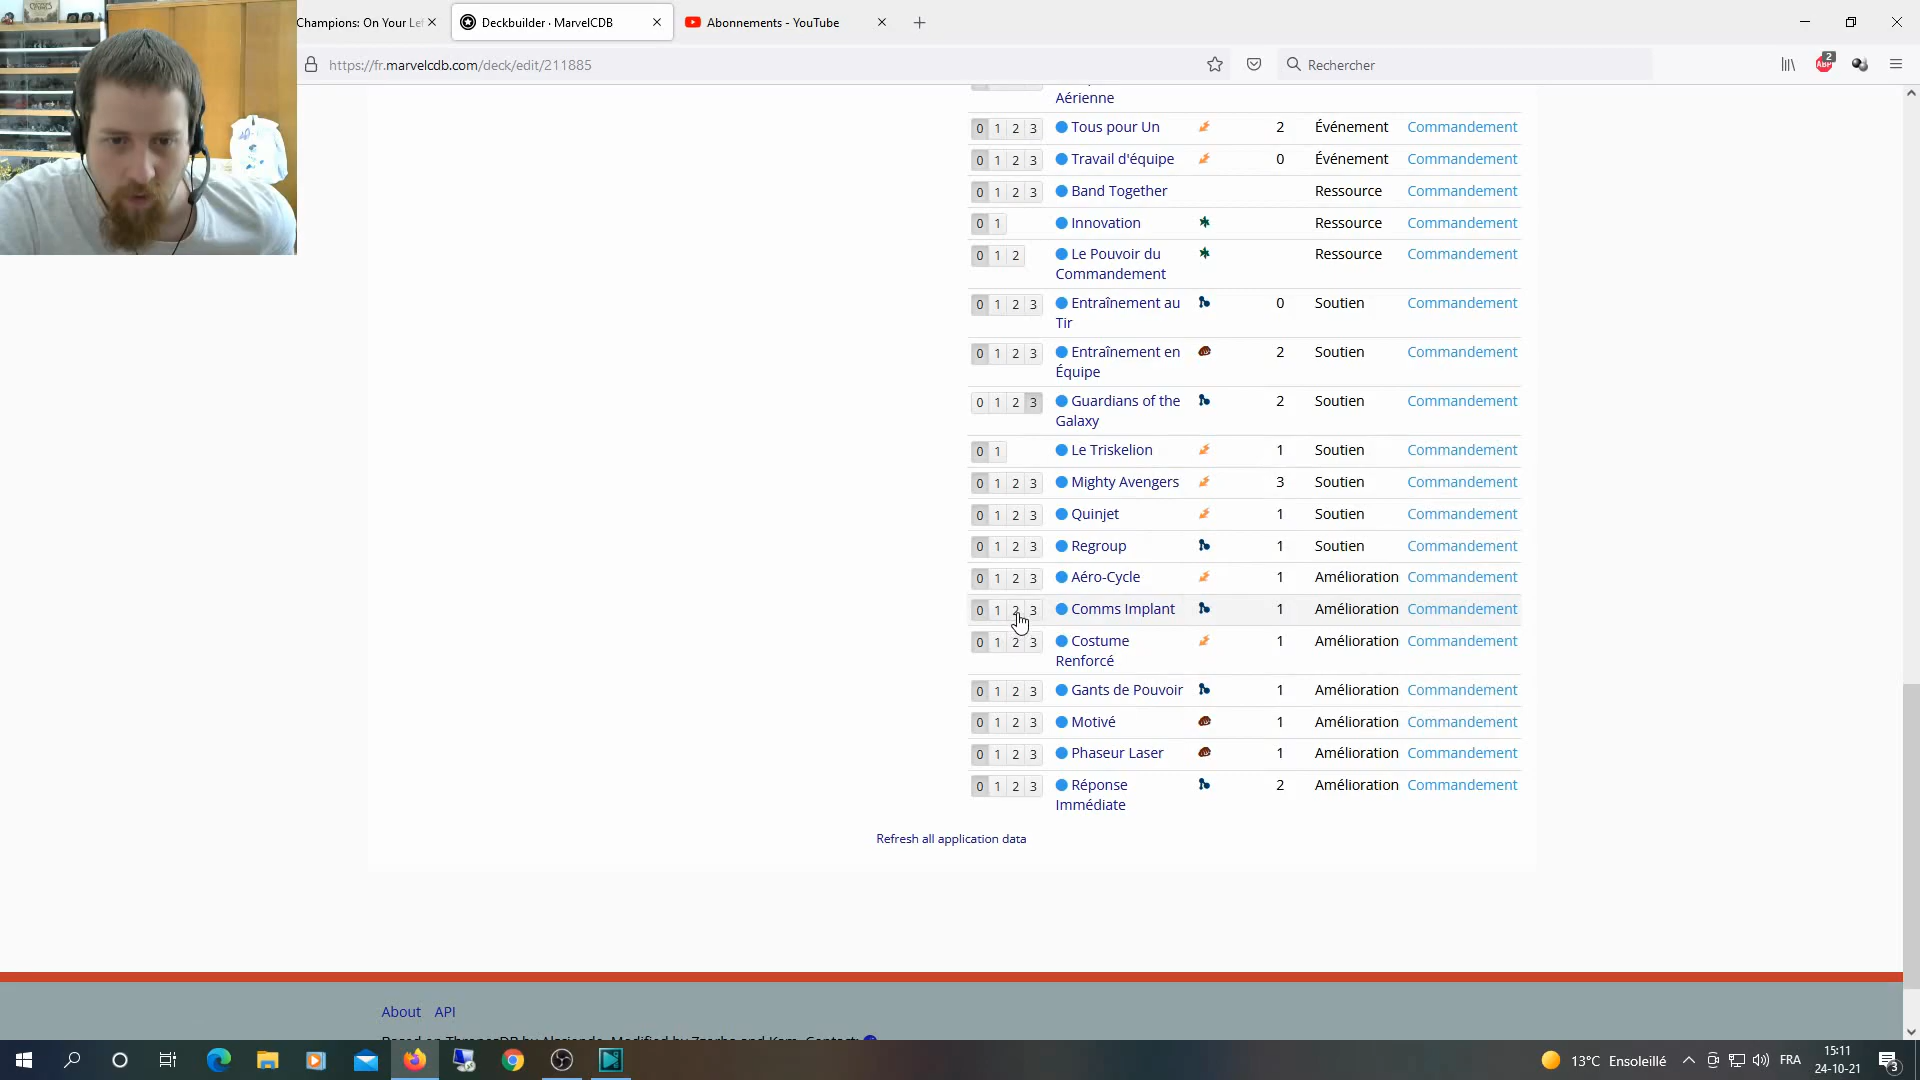 Champions: On Your Le
Deckbuilder · MarvelCDB
Abonnements - YouTube
https://fr.marvelcdb.com/deck/edit/211885
Rechercher
2
Aérienne
0 1 2 3 Tous pour Un 2 Événement Commandement
0 1 2 3 Travail d'équipe 0 Événement Commandement
0 1 2 3 Band Together Ressource Commandement
0 1 Innovation Ressource Commandement
0 1 2 Le Pouvoir du Ressource Commandement
Commandement
0 1 2 3 Entraînement au 0 Soutien Commandement
Tir
0 1 2 3 Entraînement en 2 Soutien Commandement
Équipe
0 1 2 3 Guardians of the 2 Soutien Commandement
Galaxy
0 1 Le Triskelion 1 Soutien Commandement
0 1 2 3 Mighty Avengers 3 Soutien Commandement
0 1 2 3 Quinjet 1 Soutien Commandement
0 1 2 3 Regroup 1 Soutien Commandement
0 1 2 3 Aéro-Cycle 1 Amélioration Commandement
0 1 2 3 Comms Implant 1 Amélioration Commandement
0 1 2 3 Costume 1 Amélioration Commandement
Renforcé
0 1 2 3 Gants de Pouvoir 1 Amélioration Commandement
0 1 2 3 Motivé 1 Amélioration Commandement
0 1 2 3 Phaseur Laser 1 Amélioration Commandement
0 1 2 3 Réponse 2 Amélioration Commandement
Immédiate
Refresh all application data
About API
13°C Ensoleillé
FRA
15:11
24-10-21
3